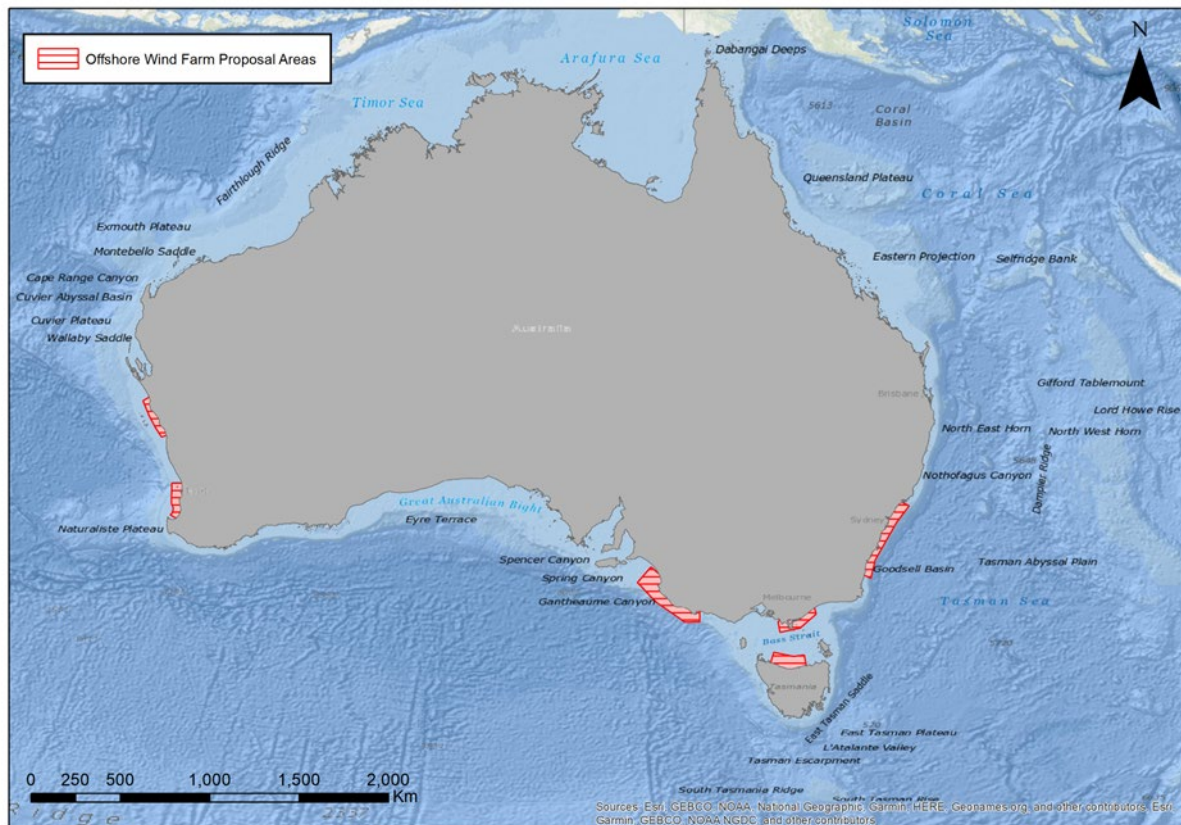 Solomon
Sea
N
Offshore Wind Farm Proposal Areas
Dabangai Deeps
Arafura Sea
Timor Sea
5613
Coral
Basin
Fairthlough Ridge
Queensland Plateau
Coral Sea
Exmouth Plateau
Montebello Saddle
Eastern Projection
Selfridge Bank
Cape Range Canyon
Cuvier Abyssal Basin
Cuvier Plateau
Australia
Wallaby Saddle
Gifford Tablemount
Brisbane
Lord Howe Rise
North East Horn
North West Horn
Nothofagus Canyon
Dampier Ridge
Great Australian Bight
Eyre Terrace
Sydney
Naturaliste Plateau
Spencer Canyon
Tasman Abyssal Plain
Goodsell Basin
Spring Canyon
Gantheaume Canyon
Melbourne
Tasman Sea
Bass Strait
Tasmania
East Tasman Saddle
East Tasman Plateau
L'Atalante Valley
Tasman Escarpment
0 250 500 1,000 1,500 2,000
Km
South Tasmania Ridge
South Tasman Rise
Ridge
Sources: Esri, GEBCO, NOAA, National Geographic, Garmin, HERE, Geonames.org, and other contributors, Esri,
Garmin, GEBCO, NOAA NGDC, and other contributors